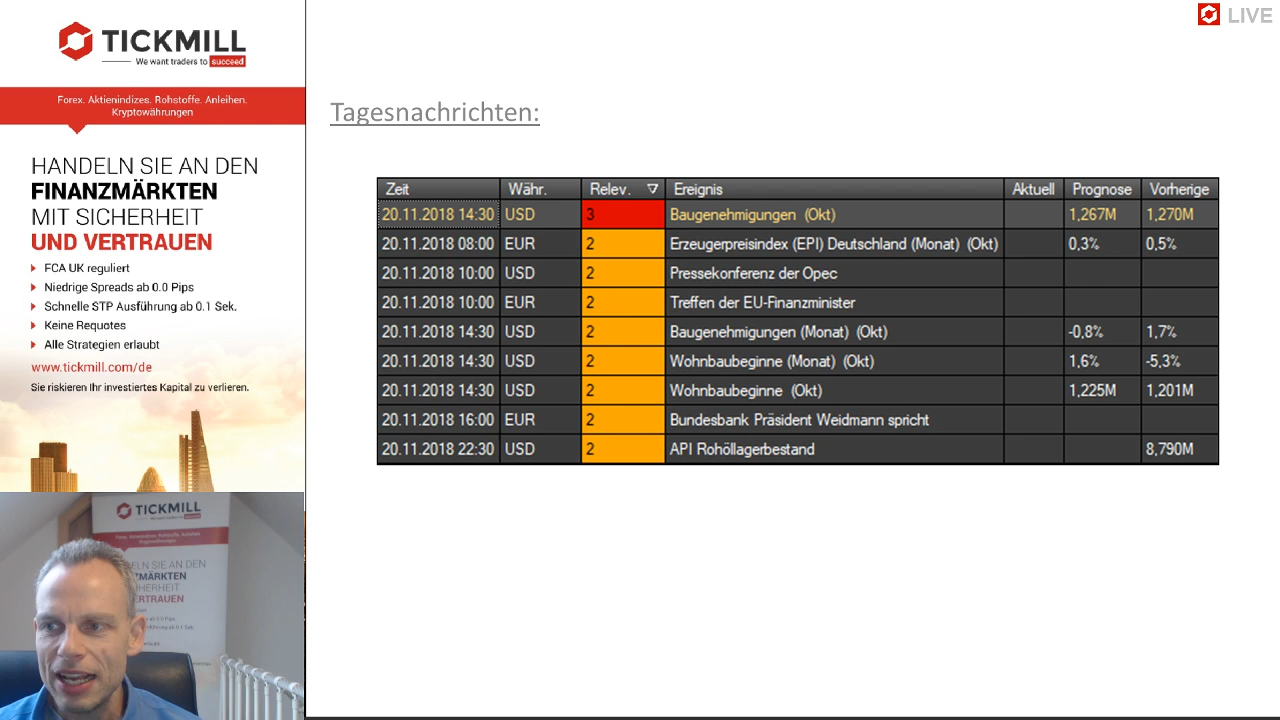 TICKMILL
We want traders to succeed
Forex. Aktienindizes. Rohstoffe. Anleihen.
Kryptowährungen
HANDELN SIE AN DEN
FINANZMÄRKTEN
MIT SICHERHEIT
UND VERTRAUEN
FCA UK reguliert
Niedrige Spreads ab 0.0 Pips
Schnelle STP Ausführung ab 0.1 Sek.
Keine Requotes
Alle Strategien erlaubt
www.tickmill.com/de
Sie riskieren Ihr investiertes Kapital zu verlieren.
LIVE
Tagesnachrichten:
Zeit Währ. Relev. Ereignis Aktuell Prognose Vorherige
20.11.2018 14:30 USD 3 Baugenehmigungen (Okt) 1,267M 1,270M
20.11.2018 08:00 EUR 2 Erzeugerpreisindex (EPI) Deutschland (Monat) (Okt) 0,3% 0,5%
20.11.2018 10:00 USD 2 Pressekonferenz der Opec
20.11.2018 10:00 EUR 2 Treffen der EU-Finanzminister
20.11.2018 14:30 USD 2 Baugenehmigungen (Monat) (Okt) -0,8% 1,7%
20.11.2018 14:30 USD 2 Wohnbaubeginne (Monat) (Okt) 1,6% -5,3%
20.11.2018 14:30 USD 2 Wohnbaubeginne (Okt) 1,225M 1,201M
20.11.2018 16:00 EUR 2 Bundesbank Präsident Weidmann spricht
20.11.2018 22:30 USD 2 API Rohöllagerbestand 8,790M
TICKMILL
SIE AN DEN